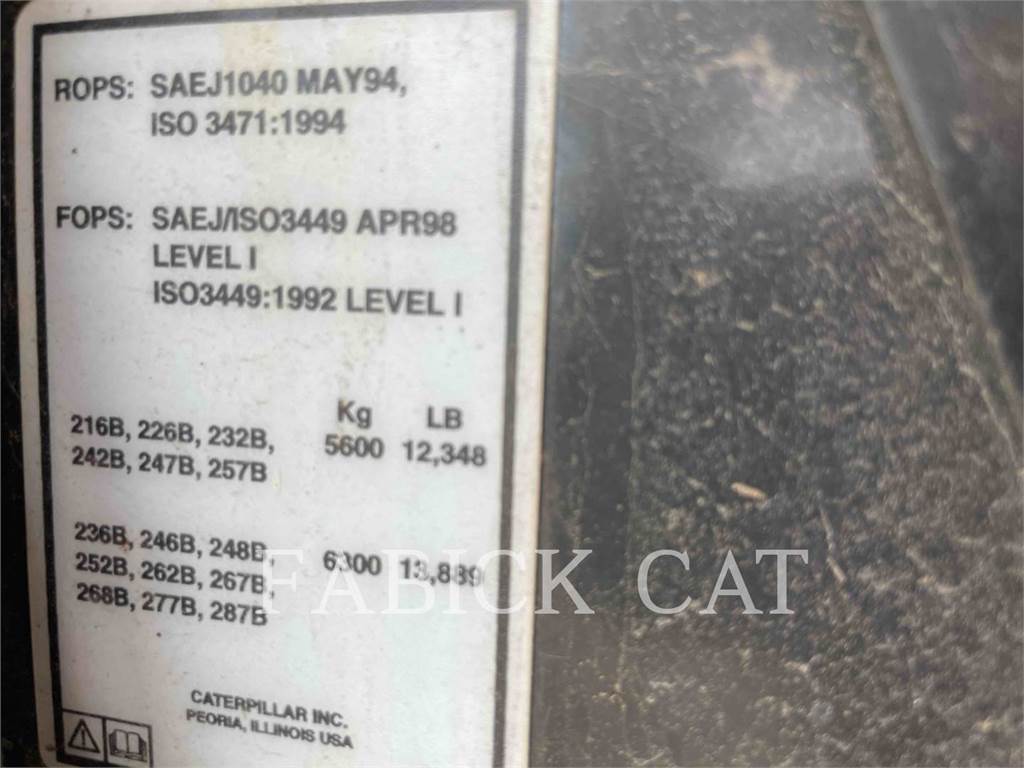 ROPS: SAEJ1040 MAY94,
ISO 3471:1994
FOPS: SAEJ/ISO3449 APR98
LEVEL I
ISO3449:1992 LEVEL I
Kg LB
216B, 226B, 232B, 5600 12,348
242B, 247B, 257B
236B, 246B, 248B,
252B, 262B, 267B, 6300 13,889
268B, 277B, 287B
FABICK CAT
CATERPILLAR INC.
PEORIA, ILLINOIS USA